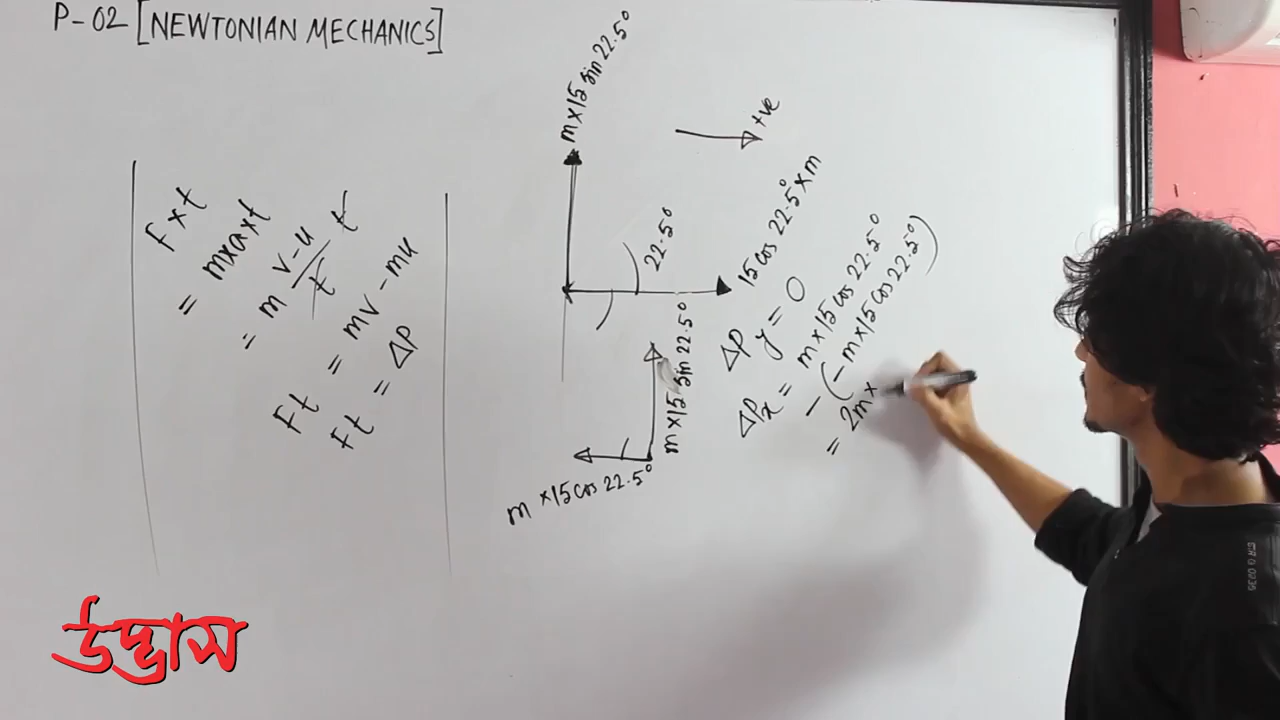 P-02 [NEWTONIAN MECHANICS]
F×t
= m×a×t
= m v-u/t t
= mv - mu
Ft
Ft = ΔP
m×15 sin 22.5°
+ve
22.5°
15 cos 22.5° × m
m×15 sin 22.5°
m ×15 cos 22.5°
ΔP y = 0
ΔPx = m×15 cos 22.5°
- (- m×15 cos 22.5°)
= 2m×
উদ্ভাস